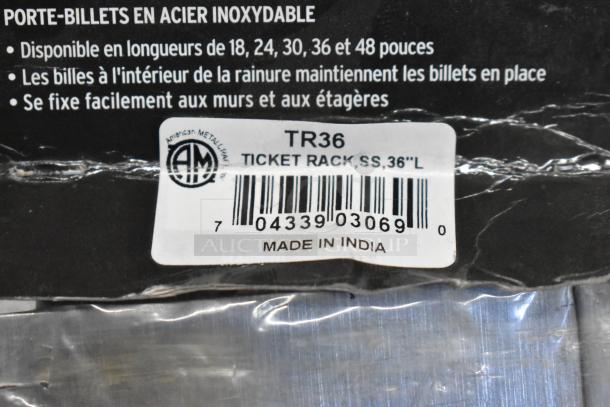 PORTE-BILLETS EN ACIER INOXYDABLE
• Disponible en longueurs de 18, 24, 30, 36 et 48 pouces
• Les billes à l'intérieur de la rainure maintiennent les billets en place
• Se fixe facilement aux murs et aux étagères
American METALCRAFT
AM
TR36
TICKET RACK,SS,36"L
7 04339 03069 0
MADE IN INDIA